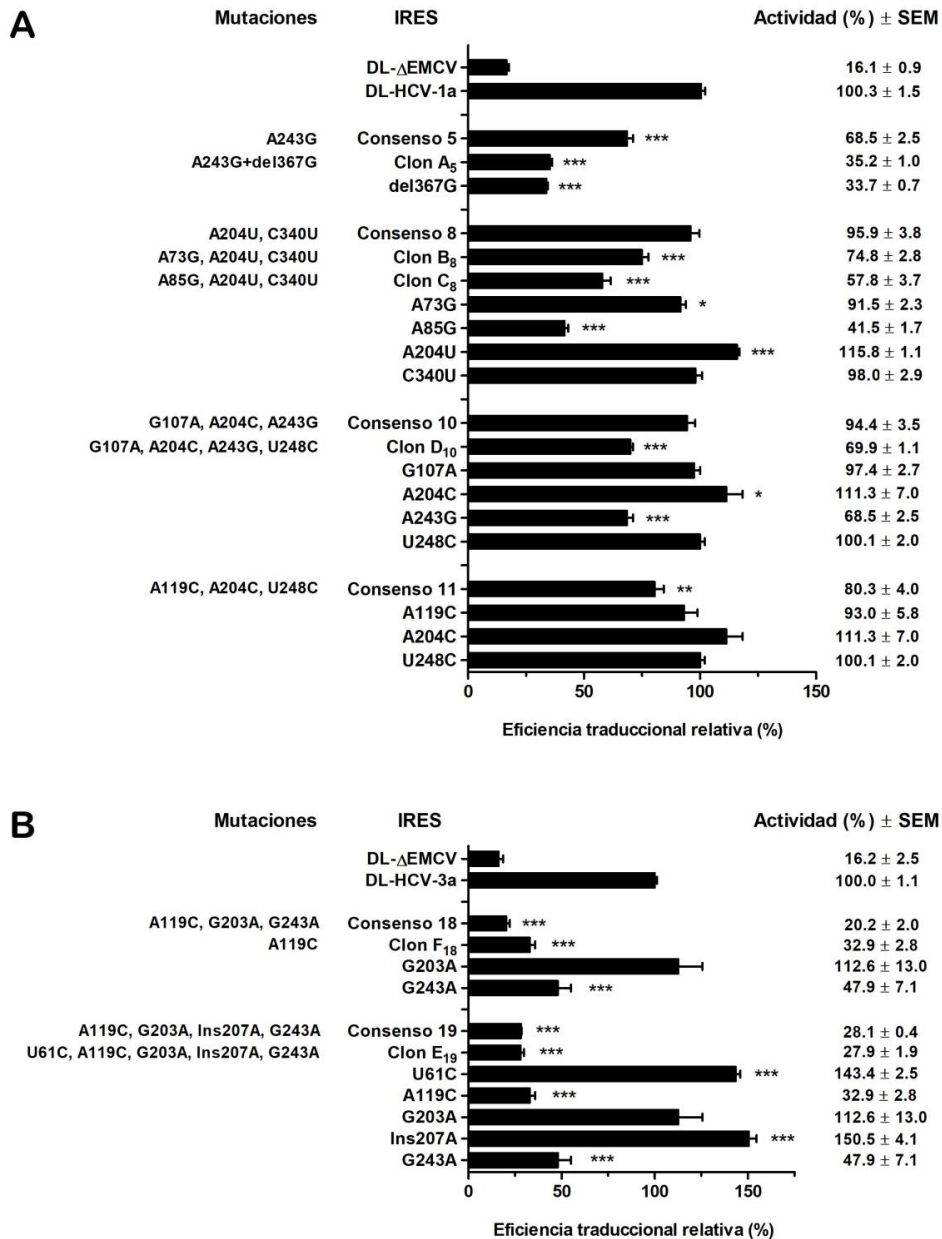 A
Mutaciones IRES Actividad (%) ± SEM
DL-ΔEMCV 16.1 ± 0.9
DL-HCV-1a 100.3 ± 1.5
A243G Consenso 5 *** 68.5 ± 2.5
A243G+del367G Clon A5 *** 35.2 ± 1.0
del367G *** 33.7 ± 0.7
A204U, C340U Consenso 8 95.9 ± 3.8
A73G, A204U, C340U Clon B8 *** 74.8 ± 2.8
A85G, A204U, C340U Clon C8 *** 57.8 ± 3.7
A73G * 91.5 ± 2.3
A85G *** 41.5 ± 1.7
A204U *** 115.8 ± 1.1
C340U 98.0 ± 2.9
G107A, A204C, A243G Consenso 10 94.4 ± 3.5
G107A, A204C, A243G, U248C Clon D10 *** 69.9 ± 1.1
G107A 97.4 ± 2.7
A204C * 111.3 ± 7.0
A243G *** 68.5 ± 2.5
U248C 100.1 ± 2.0
A119C, A204C, U248C Consenso 11 ** 80.3 ± 4.0
A119C 93.0 ± 5.8
A204C 111.3 ± 7.0
U248C 100.1 ± 2.0
0 50 100 150
Eficiencia traduccional relativa (%)
B
Mutaciones IRES Actividad (%) ± SEM
DL-ΔEMCV 16.2 ± 2.5
DL-HCV-3a 100.0 ± 1.1
A119C, G203A, G243A Consenso 18 *** 20.2 ± 2.0
A119C Clon F18 *** 32.9 ± 2.8
G203A 112.6 ± 13.0
G243A *** 47.9 ± 7.1
A119C, G203A, Ins207A, G243A Consenso 19 *** 28.1 ± 0.4
U61C, A119C, G203A, Ins207A, G243A Clon E19 *** 27.9 ± 1.9
U61C *** 143.4 ± 2.5
A119C *** 32.9 ± 2.8
G203A 112.6 ± 13.0
Ins207A *** 150.5 ± 4.1
G243A *** 47.9 ± 7.1
0 50 100 150
Eficiencia traduccional relativa (%)